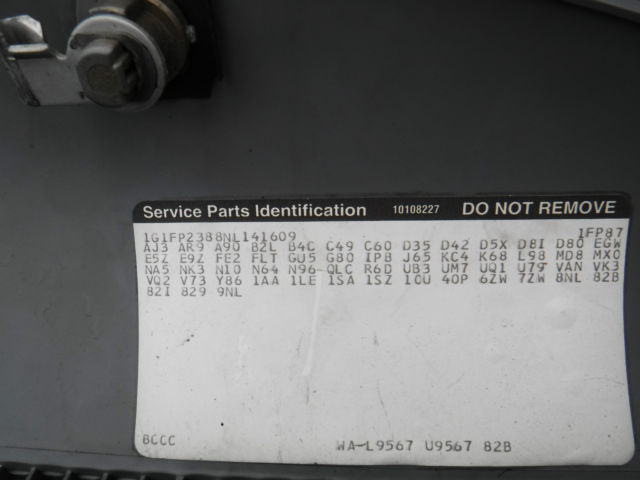 Service Parts Identification 10108227 DO NOT REMOVE
1G1FP2388NL141609 1FP87
AJ3 AR9 A90 B2L B4C C49 C60 D35 D42 D5X D8I D80 EGW
E5Z E9Z FE2 FLT GU5 G80 IP8 J65 KC4 K68 L98 MD8 MX0
NA5 NK3 N10 N64 N96 QLC R6D UB3 UM7 UQ1 U79 VAN VK3
VQ2 V73 Y86 1AA 1LE 1SA 1SZ 10U 40P 6ZW 7ZW 8NL 82B
82I 829 9NL
BCCC WA-L9567 U9567 82B